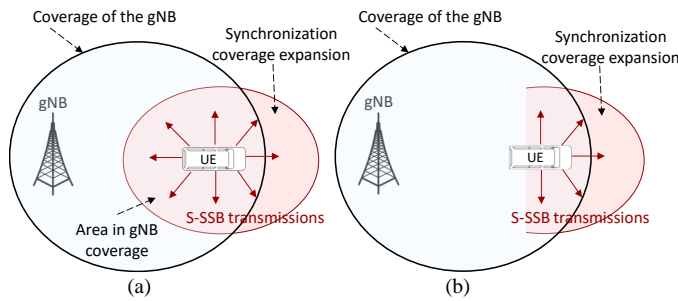 Coverage of the gNB
Synchronization
coverage expansion
gNB
UE
S-SSB transmissions
Area in gNB
coverage
(a)
Coverage of the gNB
Synchronization
coverage expansion
gNB
UE
S-SSB transmissions
(b)